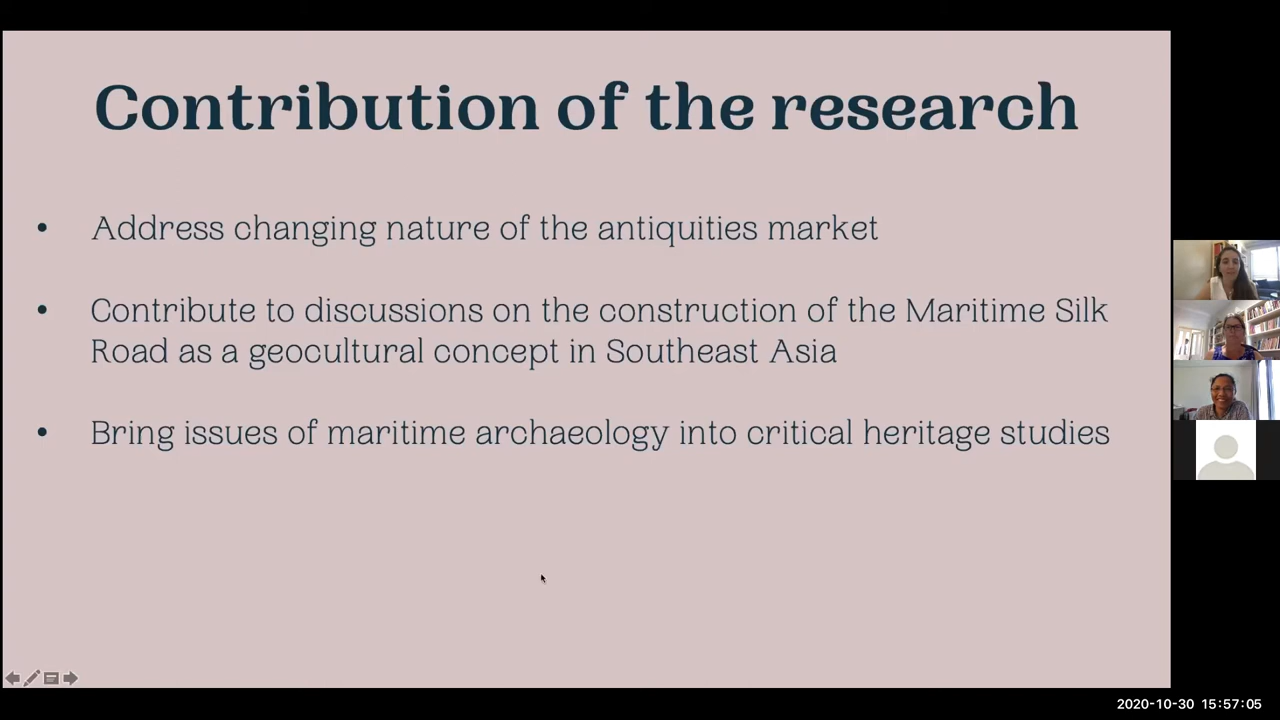 Contribution of the research
• Address changing nature of the antiquities market
• Contribute to discussions on the construction of the Maritime Silk
Road as a geocultural concept in Southeast Asia
• Bring issues of maritime archaeology into critical heritage studies
2020-10-30 15:57:05